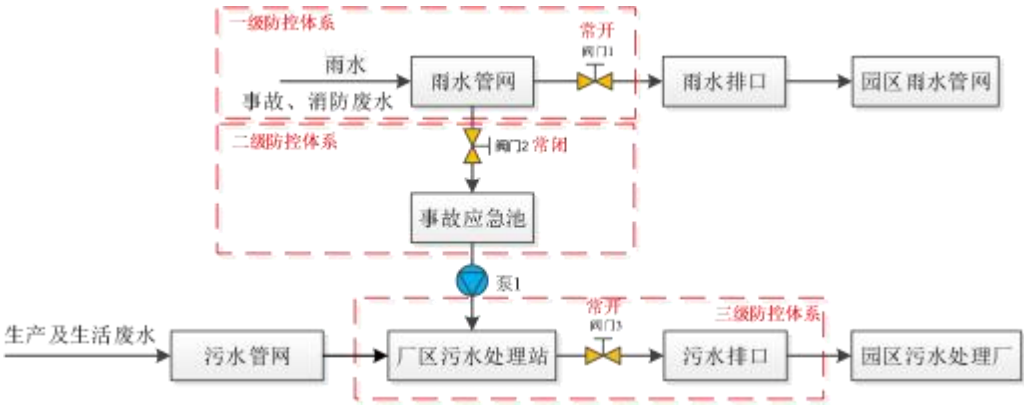 一级防控体系
常开
阀门1
雨水
雨水管网
雨水排口
园区雨水管网
事故、消防废水
二级防控体系
阀门2 常闭
事故应急池
泵1
常开
三级防控体系
阀门3
生产及生活废水
污水管网
厂区污水处理站
污水排口
园区污水处理厂